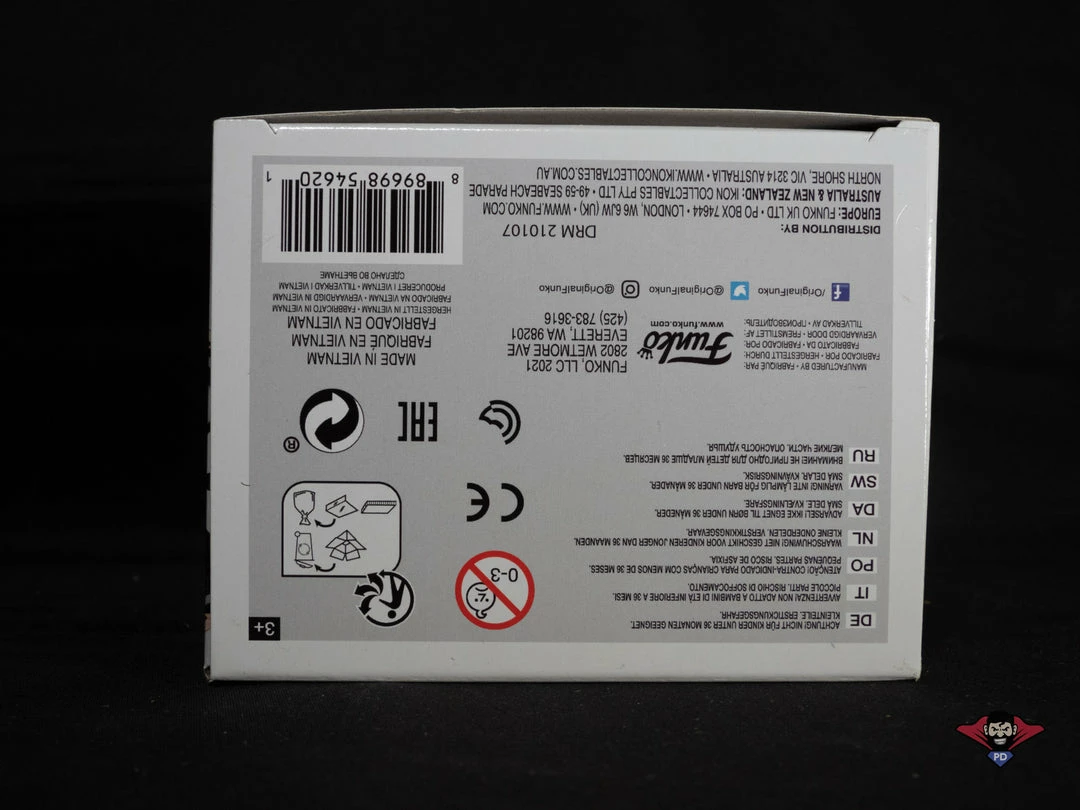 3+
DE
ACHTUNG! NICHT FÜR KINDER UNTER 36 MONATEN GEEIGNET.
KLEINTEILE. ERSTICKUNGSGEFAHR.
IT
AVVERTENZA: NON ADATTO A BAMBINI DI ETÀ INFERIORE A 36 MESI.
PICCOLE PARTI. RISCHIO DI SOFFOCAMENTO.
PO
ATENÇÃO! CONTRA-INDICADO PARA CRIANÇAS COM MENOS DE 36 MESES.
PEQUENAS PARTES. RISCO DE ASFIXIA.
NL
WAARSCHUWING! NIET GESCHIKT VOOR KINDEREN JONGER DAN 36 MAANDEN.
KLEINE ONDERDELEN. VERSTIKKINGSGEVAAR.
DA
ADVARSEL! IKKE EGNET TIL BØRN UNDER 36 MÅNEDER.
SMÅ DELE. KVÆLNINGSFARE.
SW
VARNING! INTE LÄMPLIG FÖR BARN UNDER 36 MÅNADER.
SMÅ DELAR. KVÄVNINGSRISK.
RU
ВНИМАНИЕ НЕ ПРИГОДНО ДЛЯ ДЕТЕЙ МЛАДШЕ 36 МЕСЯЦЕВ.
МЕЛКИЕ ЧАСТИ. ОПАСНОСТЬ УДУШЬЯ.
0-3
CE
EAC
®
MANUFACTURED BY • FABRIQUÉ PAR:
FABRICADO POR • HERGESTELLT DURCH:
FABBRICATO DA • FABRICADO POR:
VERVAARDIGD DOOR • FREMSTILLET AF:
TILLVERKAD AV • ПРОИЗВОДИТЕЛЬ:
Funko
www.funko.com
FUNKO, LLC 2021
2802 WETMORE AVE
EVERETT, WA 98201
(425) 783-3616
MADE IN VIETNAM
FABRIQUÉ EN VIETNAM
FABRICADO EN VIETNAM
HERGESTELLT IN VIETNAM • FABBRICATO IN VIETNAM
FABRICADO NA VIETNAM • VERVAARDIGD IN VIETNAM
PRODUCERET I VIETNAM • TILLVERKAD I VIETNAM
СДЕЛАНО ВО ВЬЕТНАМЕ
/OriginalFunko
@OriginalFunko
@OriginalFunko
DISTRIBUTION BY:
DRM 210107
EUROPE: FUNKO UK LTD • PO BOX 74644 • LONDON, W6 6JW (UK) • WWW.FUNKO.COM
AUSTRALIA & NEW ZEALAND: IKON COLLECTABLES PTY LTD • 49-59 SEABEACH PARADE
NORTH SHORE, VIC 3214 AUSTRALIA • WWW.IKONCOLLECTABLES.COM.AU
8 89698 54620 1
PD